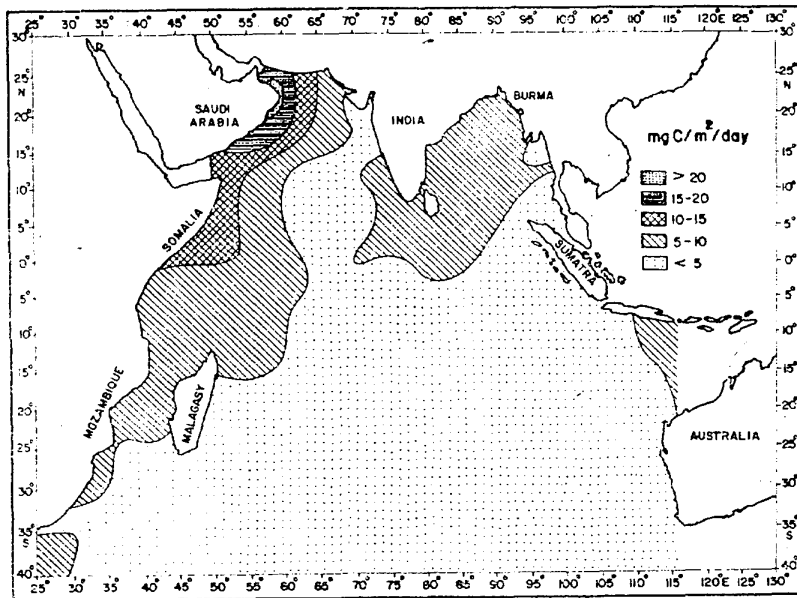 25° 30° 35° 40° 45° 50° 55° 60° 65° 70° 75° 80° 85° 90° 95° 100° 105° 110° 115° 120°E 125° 130°
30° 30°
25° 25°
N N
20° 20°
15° 15°
10° 10°
5° 5°
0° 0°
5° 5°
10° 10°
15° 15°
20° 20°
25° 25°
30° 30°
35° 35°
S S
40° 40°
SAUDI
ARABIA
INDIA
BURMA
mg C/m²/day
> 20
15-20
10-15
5-10
< 5
SOMALIA
SUMATRA
MOZAMBIQUE
MALAGASY
AUSTRALIA
25° 30° 35° 40° 45° 50° 55° 60° 65° 70° 75° 80° 85° 90° 95° 100° 105° 110° 115° 120°E 125° 130°